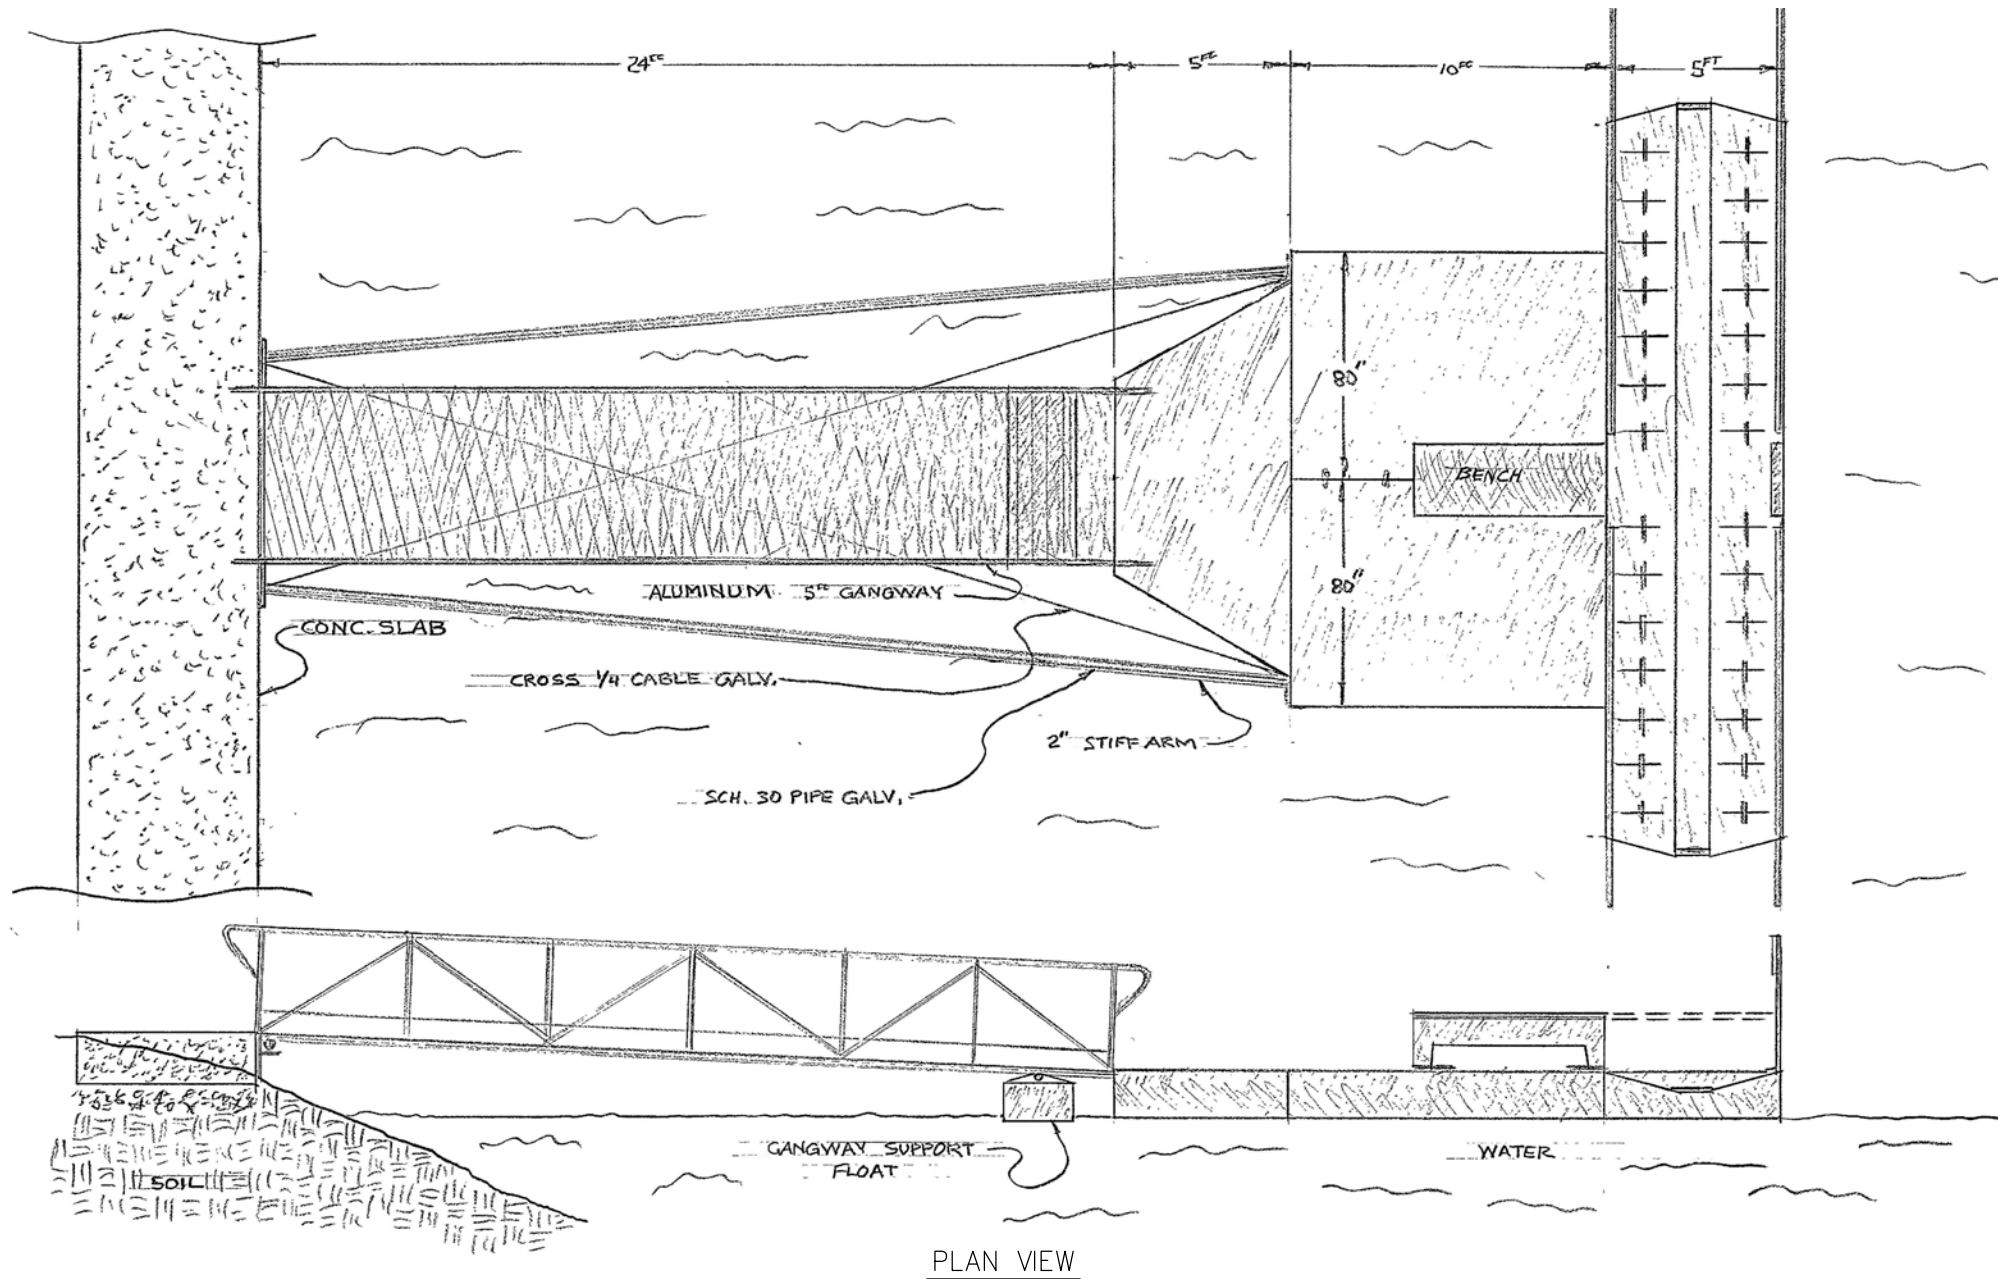 24FT
5FT
10FT
5FT
80"
BENCH
80"
ALUMINUM 5FT GANGWAY
CONC. SLAB
CROSS 1/4 CABLE GALV.
2" STIFF ARM
SCH. 30 PIPE GALV.
GANGWAY SUPPORT
FLOAT
WATER
SOIL
PLAN VIEW